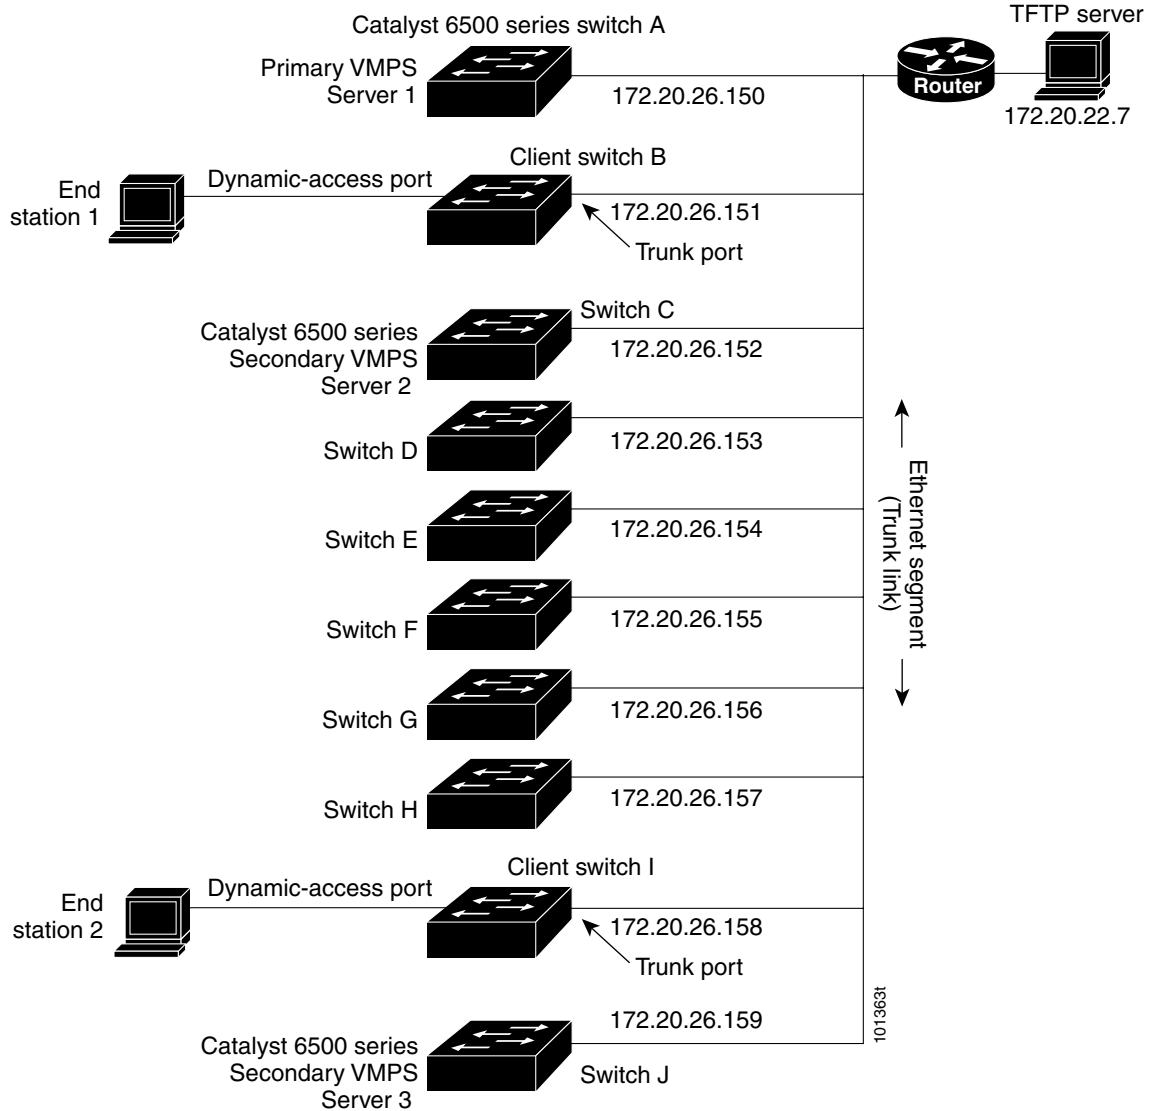 Catalyst 6500 series switch A
TFTP server
Primary VMPS
Server 1
172.20.26.150
Router
172.20.22.7
Client switch B
End
station 1
Dynamic-access port
172.20.26.151
Trunk port
Switch C
Catalyst 6500 series
Secondary VMPS
Server 2
172.20.26.152
Switch D
172.20.26.153
Ethernet segment
(Trunk link)
Switch E
172.20.26.154
Switch F
172.20.26.155
Switch G
172.20.26.156
Switch H
172.20.26.157
Client switch I
End
station 2
Dynamic-access port
172.20.26.158
Trunk port
172.20.26.159
101363t
Catalyst 6500 series
Secondary VMPS
Server 3
Switch J